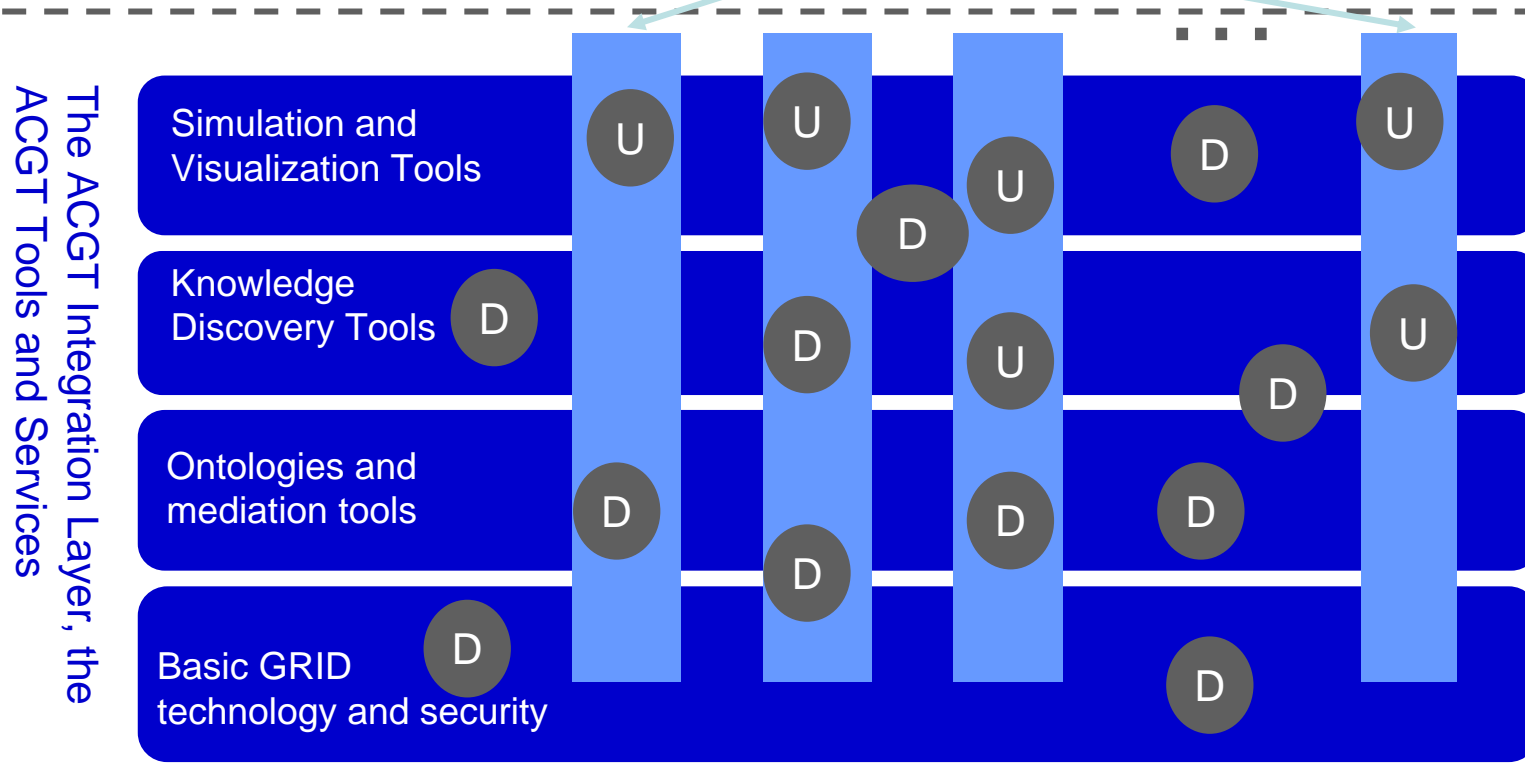 The ACGT Integration Layer, the
ACGT Tools and Services
...
Simulation and
Visualization Tools
U
U
U
D
U
D
Knowledge
Discovery Tools
D
D
U
D
U
Ontologies and
mediation tools
D
D
D
D
Basic GRID
technology and security
D
D